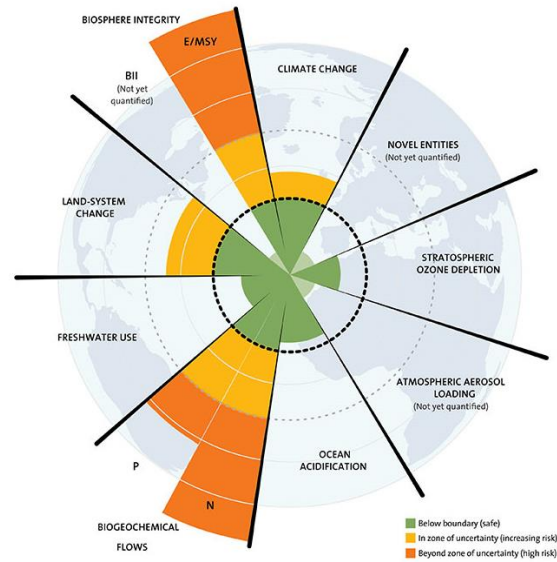 BIOSPHERE INTEGRITY
E/MSY
BII
(Not yet
quantified)
CLIMATE CHANGE
NOVEL ENTITIES
(Not yet quantified)
LAND-SYSTEM
CHANGE
STRATOSPHERIC
OZONE DEPLETION
FRESHWATER USE
ATMOSPHERIC AEROSOL
LOADING
(Not yet quantified)
P
N
OCEAN
ACIDIFICATION
BIOGEOCHEMICAL
FLOWS
Below boundary (safe)
In zone of uncertainty (increasing risk)
Beyond zone of uncertainty (high risk)